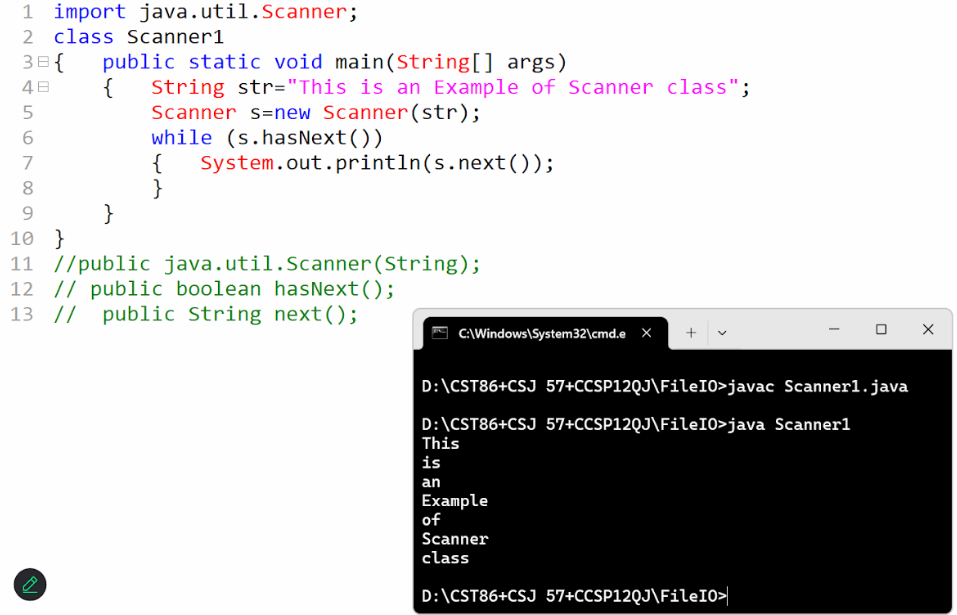 1 import java.util.Scanner;
2 class Scanner1
3 {   public static void main(String[] args)
4     {   String str="This is an Example of Scanner class";
5         Scanner s=new Scanner(str);
6         while (s.hasNext())
7         {   System.out.println(s.next());
8         }
9     }
10 }
11 //public java.util.Scanner(String);
12 // public boolean hasNext();
13 //  public String next();
C:\Windows\System32\cmd.e
D:\CST86+CSJ 57+CCSP12QJ\FileIO>javac Scanner1.java
D:\CST86+CSJ 57+CCSP12QJ\FileIO>java Scanner1
This
is
an
Example
of
Scanner
class
D:\CST86+CSJ 57+CCSP12QJ\FileIO>